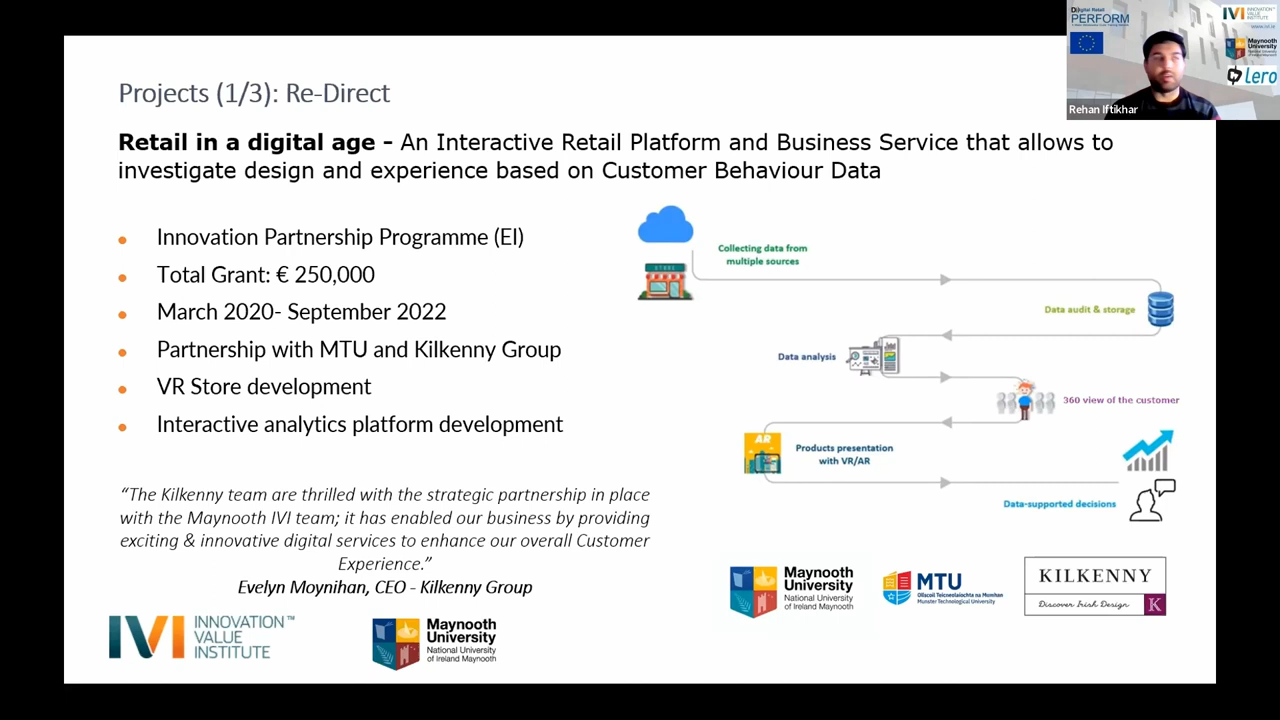 Projects (1/3): Re-Direct
Retail in a digital age – An Interactive Retail Platform and Business Service that allows to
investigate design and experience based on Customer Behaviour Data
• Innovation Partnership Programme (EI)
• Total Grant: € 250,000
• March 2020- September 2022
• Partnership with MTU and Kilkenny Group
• VR Store development
• Interactive analytics platform development
“The Kilkenny team are thrilled with the strategic partnership in place
with the Maynooth IVI team; it has enabled our business by providing
exciting & innovative digital services to enhance our overall Customer
Experience.”
Evelyn Moynihan, CEO - Kilkenny Group
IVI INNOVATION™
VALUE
INSTITUTE
Maynooth
University
National University
of Ireland Maynooth
STORE
Collecting data from
multiple sources
Data audit & storage
Data analysis
360 view of the customer
AR
Products presentation
with VR/AR
Data-supported decisions
Maynooth
University
National University
of Ireland Maynooth
MTU
Ollscoil Teicneolaíochta na Mumhan
Munster Technological University
KILKENNY
Discover Irish Design
K
Digital Retail
PERFORM
IVI INNOVATION™
VALUE
INSTITUTE
www.ivi.ie
Maynooth
University
lero
Rehan Iftikhar